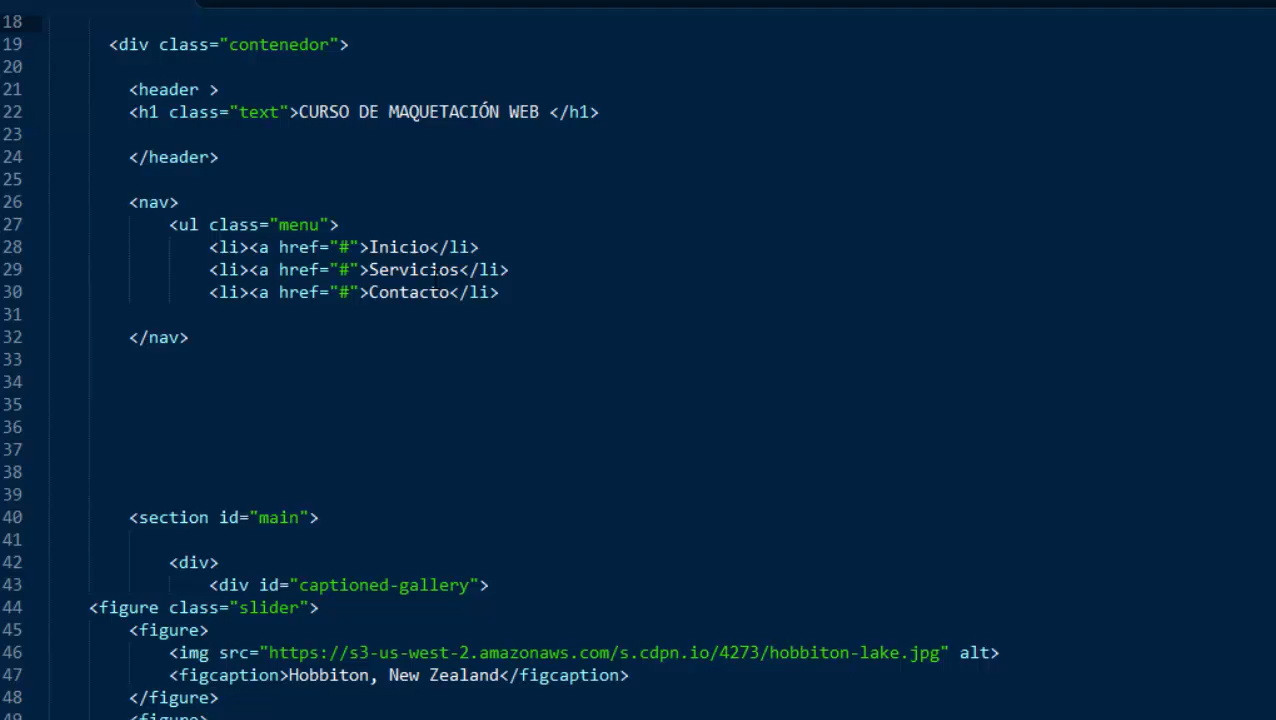 18
19 <div class="contenedor">
20
21 <header >
22 <h1 class="text">CURSO DE MAQUETACIÓN WEB </h1>
23
24 </header>
25
26 <nav>
27 <ul class="menu">
28 <li><a href="#">Inicio</li>
29 <li><a href="#">Servicios</li>
30 <li><a href="#">Contacto</li>
31
32 </nav>
33
34
35
36
37
38
39
40 <section id="main">
41
42 <div>
43 <div id="captioned-gallery">
44 <figure class="slider">
45 <figure>
46 <img src="https://s3-us-west-2.amazonaws.com/s.cdpn.io/4273/hobbiton-lake.jpg" alt>
47 <figcaption>Hobbiton, New Zealand</figcaption>
48 </figure>
49 <figure>